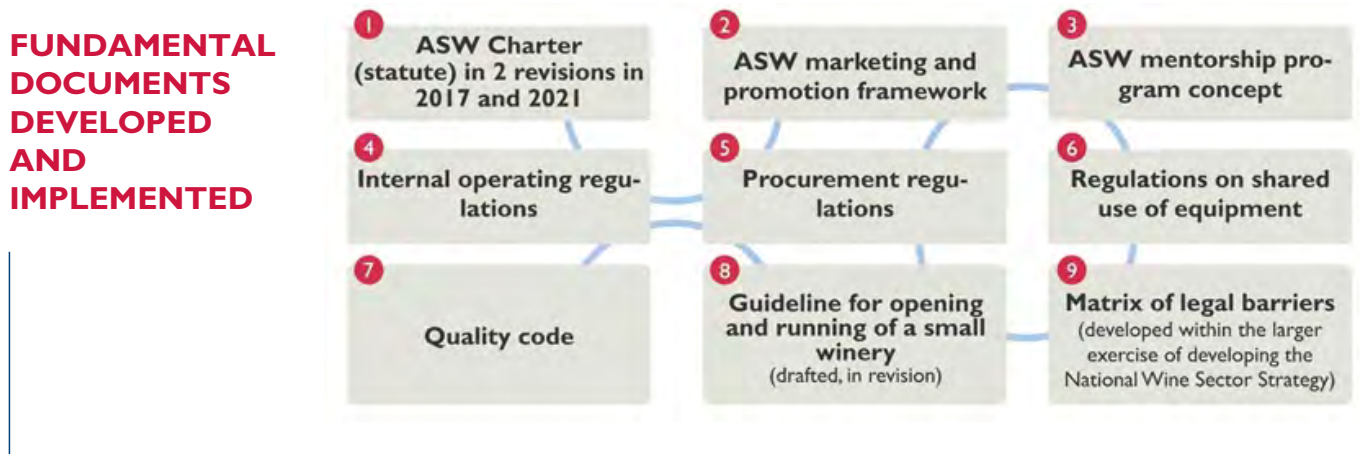 FUNDAMENTAL
DOCUMENTS
DEVELOPED
AND
IMPLEMENTED
1
ASW Charter
(statute) in 2 revisions in
2017 and 2021
2
ASW marketing and
promotion framework
3
ASW mentorship pro-
gram concept
4
Internal operating regu-
lations
5
Procurement regu-
lations
6
Regulations on shared
use of equipment
7
Quality code
8
Guideline for opening
and running of a small
winery
(drafted, in revision)
9
Matrix of legal barriers
(developed within the larger
exercise of developing the
National Wine Sector Strategy)